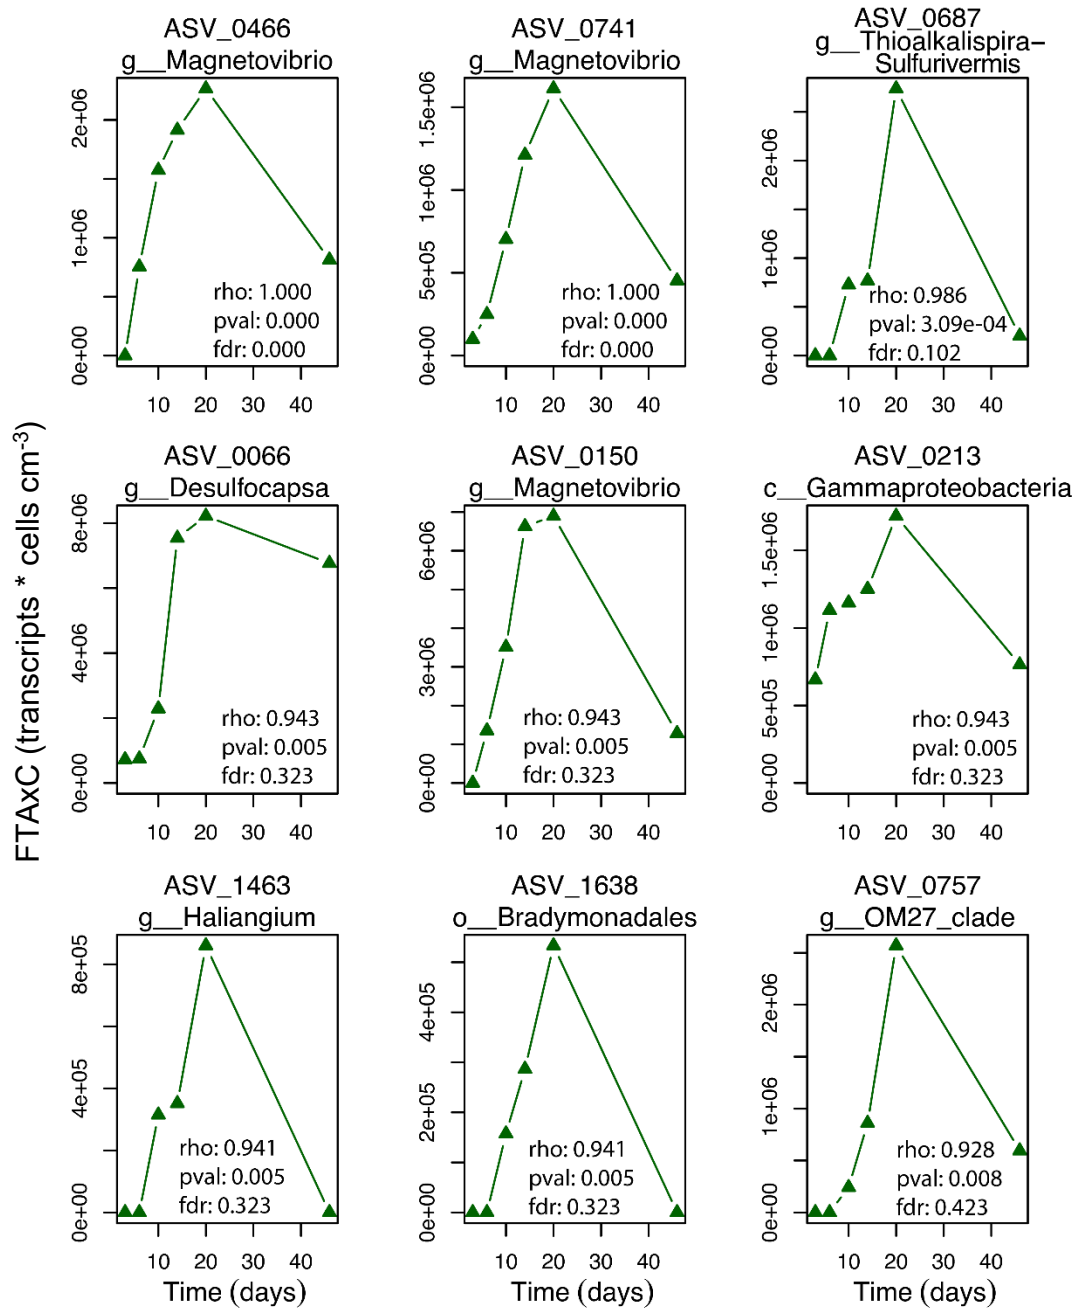 ASV_0466
g__Magnetovibrio
0e+00
1e+06
2e+06
rho: 1.000
pval: 0.000
fdr: 0.000
10 20 30 40
ASV_0741
g__Magnetovibrio
0e+00
5e+05
1e+06
1.5e+06
rho: 1.000
pval: 0.000
fdr: 0.000
10 20 30 40
ASV_0687
g__Thioalkalispira–
Sulfurivermis
0e+00
1e+06
2e+06
rho: 0.986
pval: 3.09e-04
fdr: 0.102
10 20 30 40
FTAxC (transcripts * cells cm-3)
ASV_0066
g__Desulfocapsa
0e+00
4e+06
8e+06
rho: 0.943
pval: 0.005
fdr: 0.323
10 20 30 40
ASV_0150
g__Magnetovibrio
0e+00
3e+06
6e+06
rho: 0.943
pval: 0.005
fdr: 0.323
10 20 30 40
ASV_0213
c__Gammaproteobacteria
0e+00
5e+05
1e+06
1.5e+06
rho: 0.943
pval: 0.005
fdr: 0.323
10 20 30 40
ASV_1463
g__Haliangium
0e+00
4e+05
8e+05
rho: 0.941
pval: 0.005
fdr: 0.323
10 20 30 40
Time (days)
ASV_1638
o__Bradymonadales
0e+00
2e+05
4e+05
rho: 0.941
pval: 0.005
fdr: 0.323
10 20 30 40
Time (days)
ASV_0757
g__OM27_clade
0e+00
1e+06
2e+06
rho: 0.928
pval: 0.008
fdr: 0.423
10 20 30 40
Time (days)